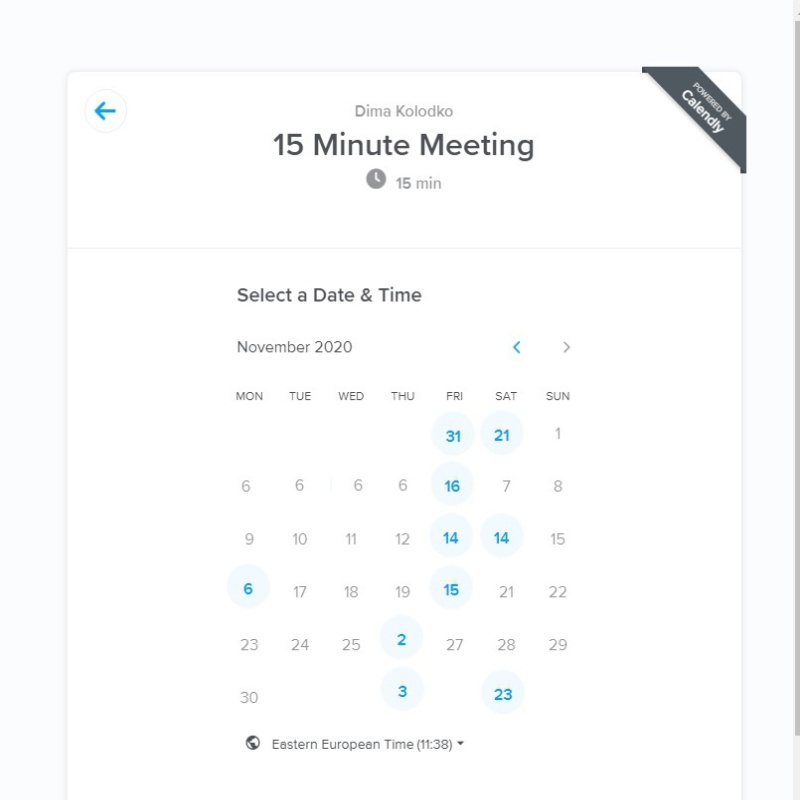 POWERED BY
Calendly
Dima Kolodko
15 Minute Meeting
15 min
Select a Date & Time
November 2020
MON TUE WED THU FRI SAT SUN
31 21 1
6 6 6 6 16 7 8
9 10 11 12 14 14 15
6 17 18 19 15 21 22
23 24 25 2 27 28 29
30 3 23
Eastern European Time (11:38)